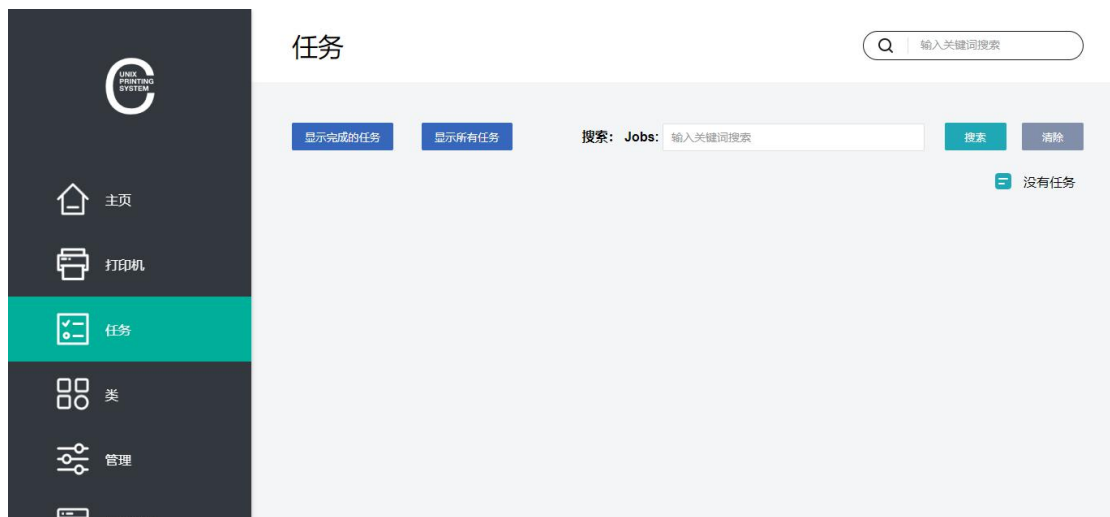 UNIX
PRINTING
SYSTEM
主页
打印机
任务
类
管理
任务
输入关键词搜索
显示完成的任务 显示所有任务 搜索： Jobs: 输入关键词搜索 搜索 清除
没有任务